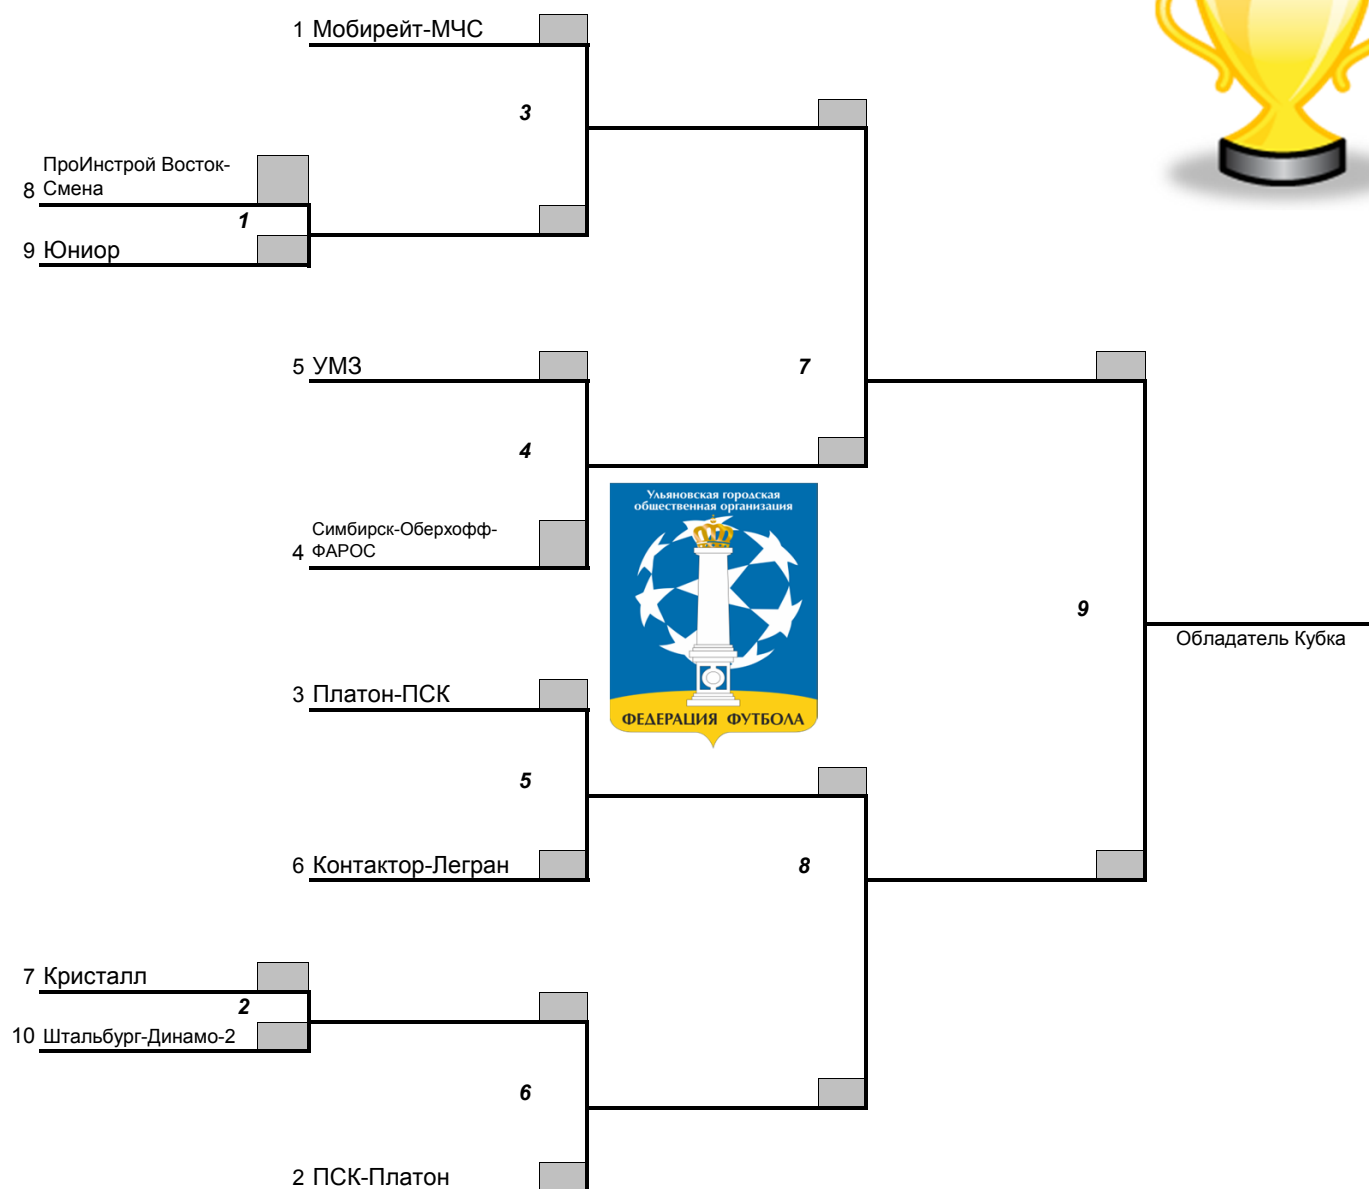 1 Мобирейт-МЧС
3
ПроИнстрой Восток-
8 Смена
1
9 Юниор
5 УМЗ
7
4
Ульяновская городская
общественная организация
Симбирск-Оберхофф-
4 ФАРОС
9
Обладатель Кубка
3 Платон-ПСК
ФЕДЕРАЦИЯ ФУТБОЛА
5
6 Контактор-Легран
8
7 Кристалл
2
10 Штальбург-Динамо-2
6
2 ПСК-Платон